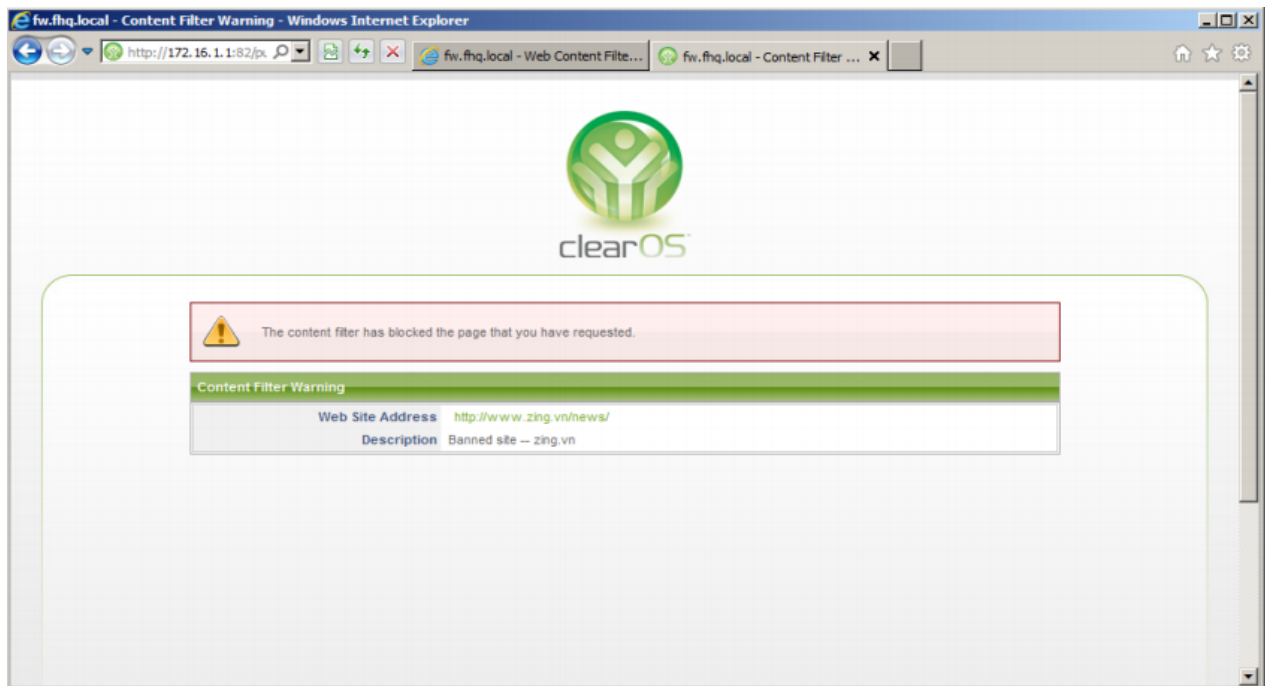 fw.fhq.local - Content Filter Warning - Windows Internet Explorer
http://172.16.1.1:82/pu
fw.fhq.local - Web Content Filte...
fw.fhq.local - Content Filter ...
clearOS
The content filter has blocked the page that you have requested.
Content Filter Warning
Web Site Address http://www.zing.vn/news/
Description Banned site -- zing.vn